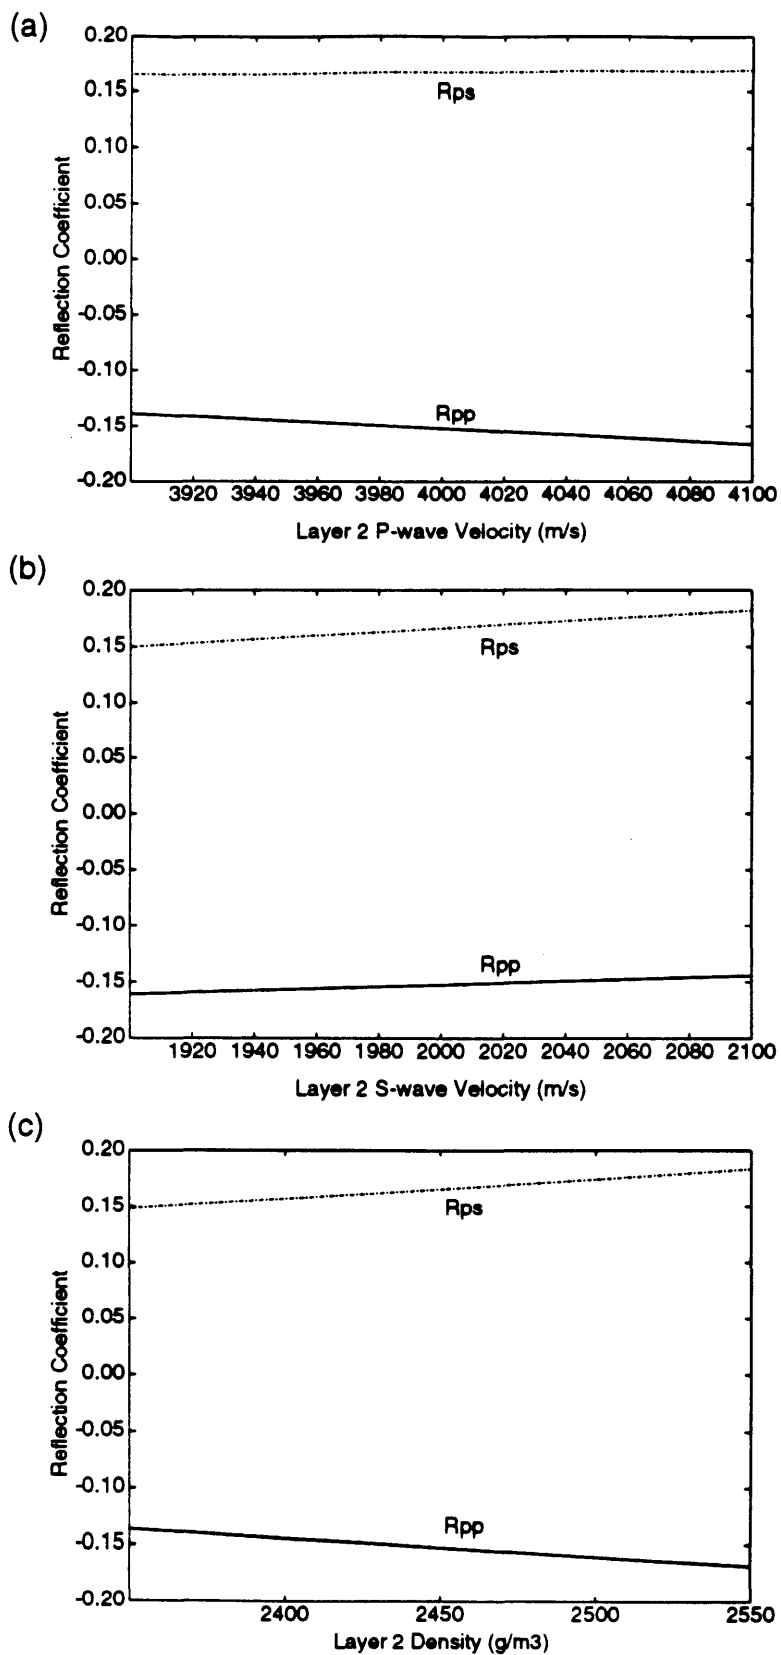 (a)
0.20
0.15
0.10
0.05
0.00
-0.05
-0.10
-0.15
-0.20
Reflection Coefficient
Rps
Rpp
3920 3940 3960 3980 4000 4020 4040 4060 4080 4100
Layer 2 P-wave Velocity (m/s)
(b)
0.20
0.15
0.10
0.05
0.00
-0.05
-0.10
-0.15
-0.20
Reflection Coefficient
Rps
Rpp
1920 1940 1960 1980 2000 2020 2040 2060 2080 2100
Layer 2 S-wave Velocity (m/s)
(c)
0.20
0.15
0.10
0.05
0.00
-0.05
-0.10
-0.15
-0.20
Reflection Coefficient
Rps
Rpp
2400 2450 2500 2550
Layer 2 Density (g/m3)